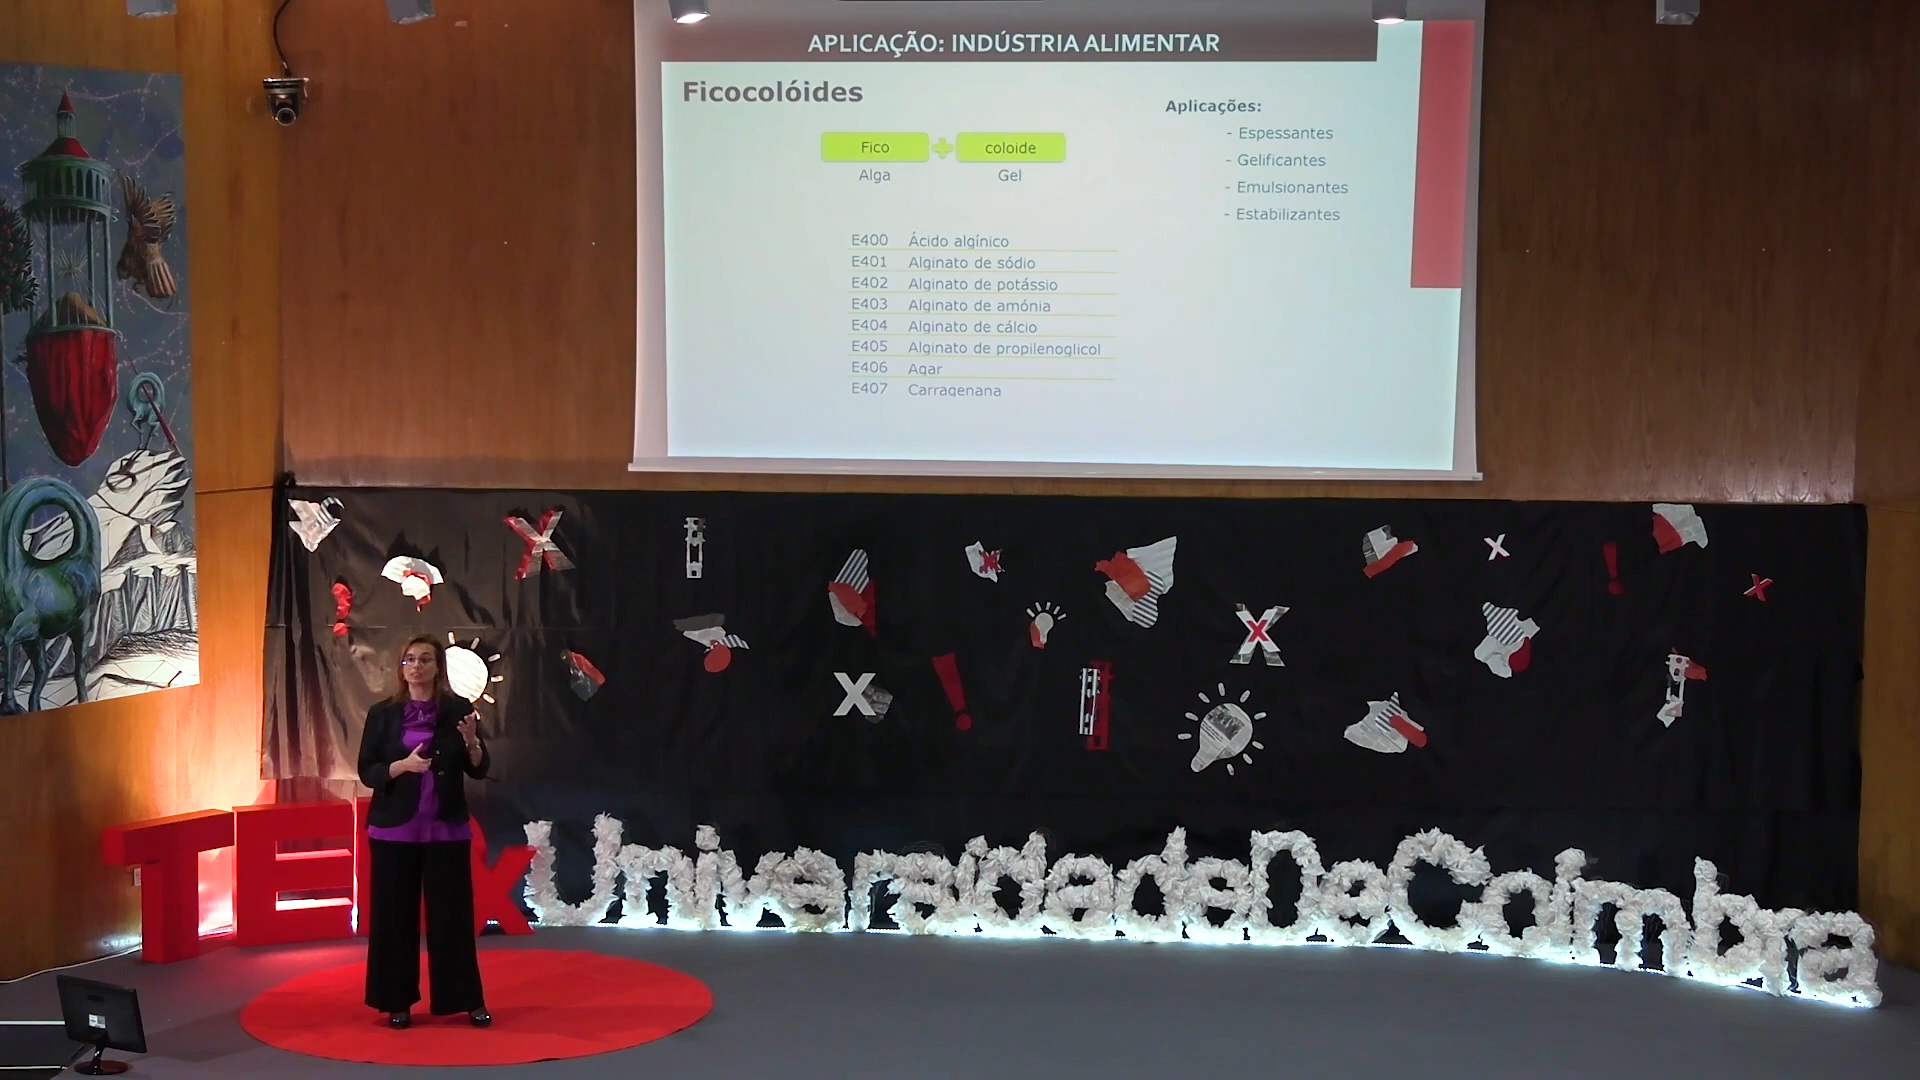 APLICAÇÃO: INDÚSTRIA ALIMENTAR
Ficocolóides
Fico
coloide
Alga
Gel
Aplicações:
- Espessantes
- Gelificantes
- Emulsionantes
- Estabilizantes
E400 Ácido algínico
E401 Alginato de sódio
E402 Alginato de potássio
E403 Alginato de amónia
E404 Alginato de cálcio
E405 Alginato de propilenoglicol
E406 Agar
E407 Carragenana
TEDxUniversidadeDeCoimbra